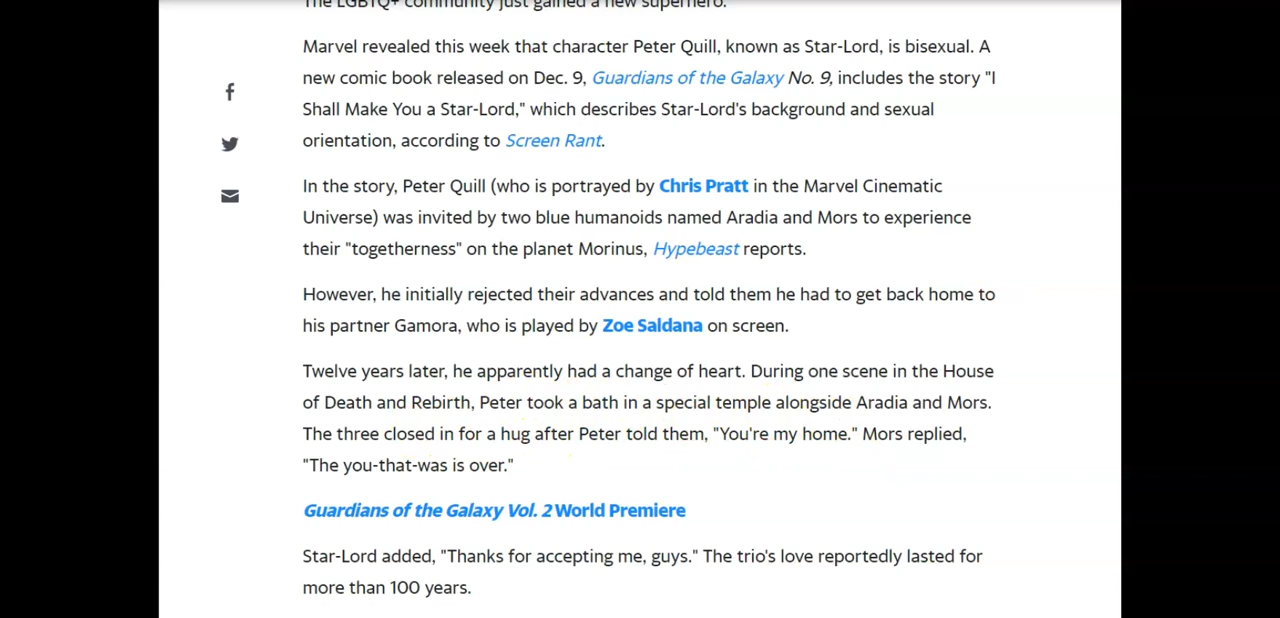 The LGBTQ+ community just gained a new superhero.
Marvel revealed this week that character Peter Quill, known as Star-Lord, is bisexual. A
new comic book released on Dec. 9, Guardians of the Galaxy No. 9, includes the story "I
Shall Make You a Star-Lord," which describes Star-Lord's background and sexual
orientation, according to Screen Rant.
In the story, Peter Quill (who is portrayed by Chris Pratt in the Marvel Cinematic
Universe) was invited by two blue humanoids named Aradia and Mors to experience
their "togetherness" on the planet Morinus, Hypebeast reports.
However, he initially rejected their advances and told them he had to get back home to
his partner Gamora, who is played by Zoe Saldana on screen.
Twelve years later, he apparently had a change of heart. During one scene in the House
of Death and Rebirth, Peter took a bath in a special temple alongside Aradia and Mors.
The three closed in for a hug after Peter told them, "You're my home." Mors replied,
"The you-that-was is over."
Guardians of the Galaxy Vol. 2 World Premiere
Star-Lord added, "Thanks for accepting me, guys." The trio's love reportedly lasted for
more than 100 years.